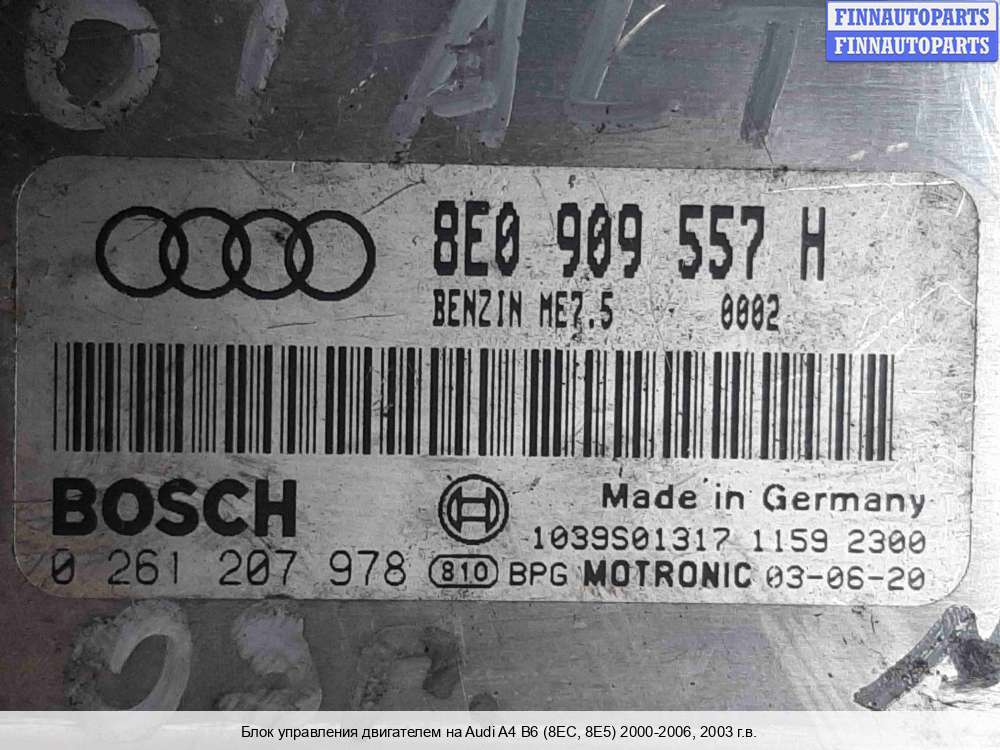 FINNAUTOPARTS
FINNAUTOPARTS
8E0 909 557 H
BENZIN ME7.5 0002
BOSCH
Made in Germany
1039S01317 1159 2300
0 261 207 978 810 BPG MOTRONIC 03-06-20
Блок управления двигателем на Audi A4 B6 (8EC, 8E5) 2000-2006, 2003 г.в.